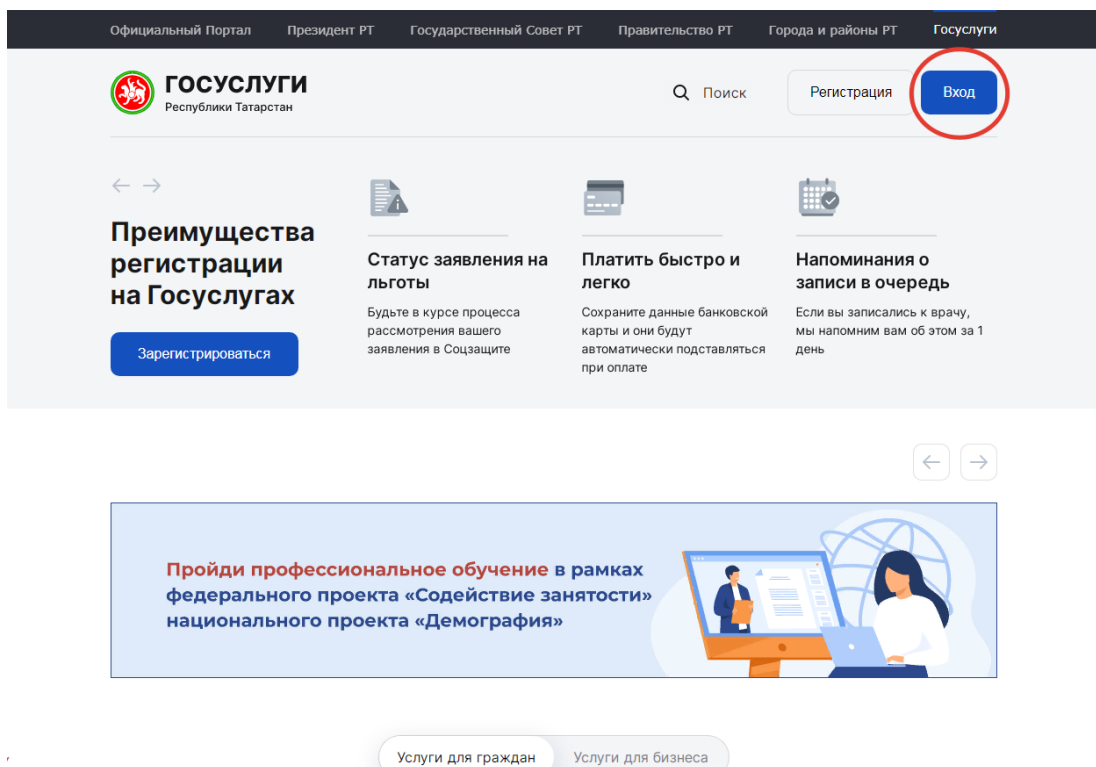 Официальный Портал Президент РТ Государственный Совет РТ Правительство РТ Города и районы РТ Госуслуги
ГОСУСЛУГИ
Республики Татарстан
Поиск Регистрация Вход
Преимущества
регистрации
на Госуслугах
Зарегистрироваться
Статус заявления на
льготы
Будьте в курсе процесса
рассмотрения вашего
заявления в Соцзащите
Платить быстро и
легко
Сохраните данные банковской
карты и они будут
автоматически подставляться
при оплате
Напоминания о
записи в очередь
Если вы записались к врачу,
мы напомним вам об этом за 1
день
Пройди профессиональное обучение в рамках
федерального проекта «Содействие занятости»
национального проекта «Демография»
Услуги для граждан Услуги для бизнеса